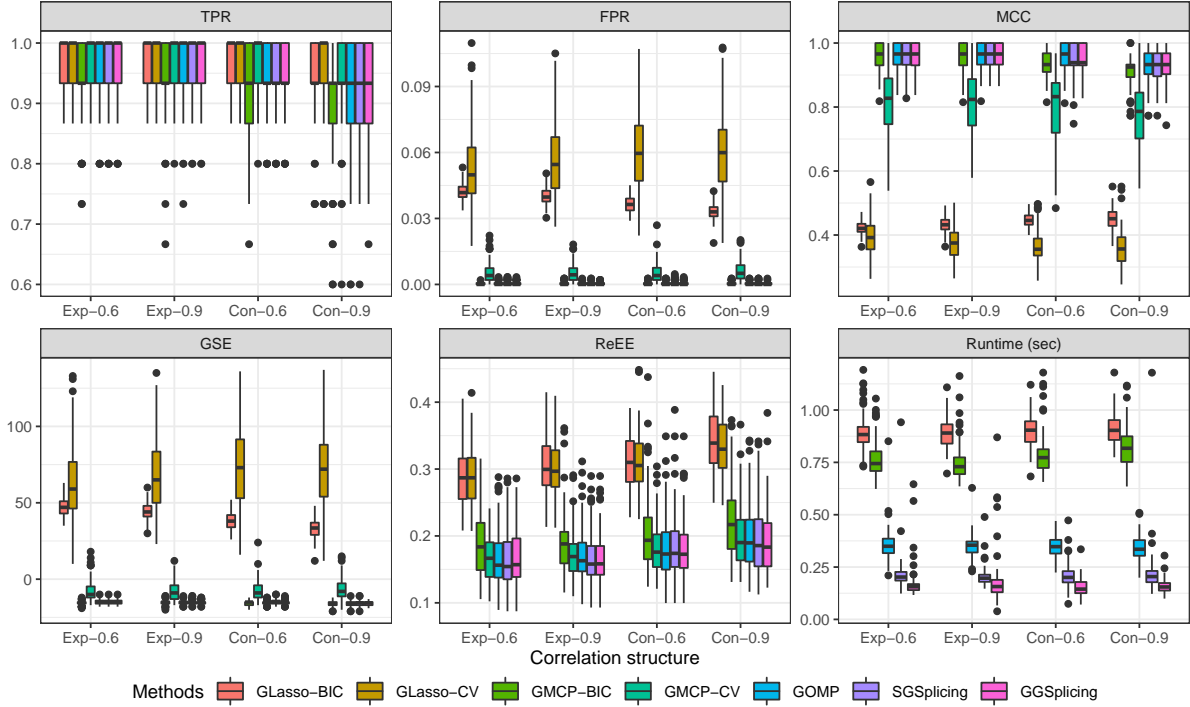 TPR
FPR
MCC
1.0
0.9
0.8
0.7
0.6
0.09
0.06
0.03
0.00
1.0
0.8
0.6
0.4
Exp−0.6 Exp−0.9 Con−0.6 Con−0.9
Exp−0.6 Exp−0.9 Con−0.6 Con−0.9
Exp−0.6 Exp−0.9 Con−0.6 Con−0.9
GSE
ReEE
Runtime (sec)
100
50
0
0.4
0.3
0.2
0.1
1.00
0.75
0.50
0.25
0.00
Exp−0.6 Exp−0.9 Con−0.6 Con−0.9
Exp−0.6 Exp−0.9 Con−0.6 Con−0.9
Exp−0.6 Exp−0.9 Con−0.6 Con−0.9
Correlation structure
Methods GLasso−BIC GLasso−CV GMCP−BIC GMCP−CV GOMP SGSplicing GGSplicing